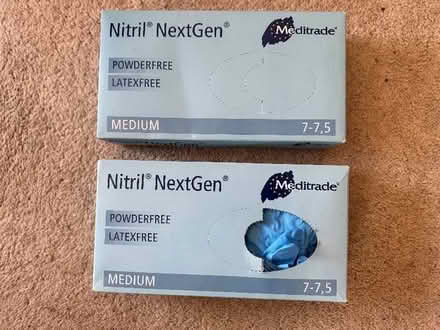 Nitril® NextGen®
Meditrade®
POWDERFREE
LATEXFREE
MEDIUM 7-7,5
Nitril® NextGen®
Meditrade®
POWDERFREE
LATEXFREE
MEDIUM 7-7,5